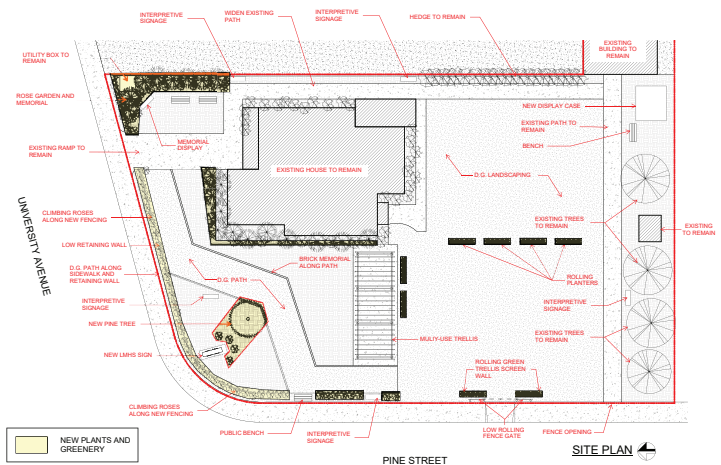 INTERPRETIVE
SIGNAGE
WIDEN EXISTING
PATH
INTERPRETIVE
SIGNAGE
HEDGE TO REMAIN
EXISTING
BUILDING TO
REMAIN
UTILITY BOX TO
REMAIN
ROSE GARDEN AND
MEMORIAL
MEMORIAL
DISPLAY
EXISTING RAMP TO
REMAIN
NEW DISPLAY CASE
EXISTING PATH TO
REMAIN
BENCH
EXISTING HOUSE TO REMAIN
D.G. LANDSCAPING
UNIVERSITY AVENUE
CLIMBING ROSES
ALONG NEW FENCING
LOW RETAINING WALL
D.G. PATH ALONG
SIDEWALK AND
RETAINING WALL
D.G. PATH
BRICK MEMORIAL
ALONG PATH
EXISTING TREES
TO REMAIN
EXISTING
TO REMAIN
ROLLING
PLANTERS
INTERPRETIVE
SIGNAGE
INTERPRETIVE
SIGNAGE
NEW PINE TREE
MULIY-USE TRELLIS
EXISTING TREES
TO REMAIN
NEW LMHS SIGN
ROLLING GREEN
TRELLIS SCREEN
WALL
CLIMBING ROSES
ALONG NEW FENCING
PUBLIC BENCH
INTERPRETIVE
SIGNAGE
LOW ROLLING
FENCE GATE
FENCE OPENING
SITE PLAN
NEW PLANTS AND
GREENERY
PINE STREET